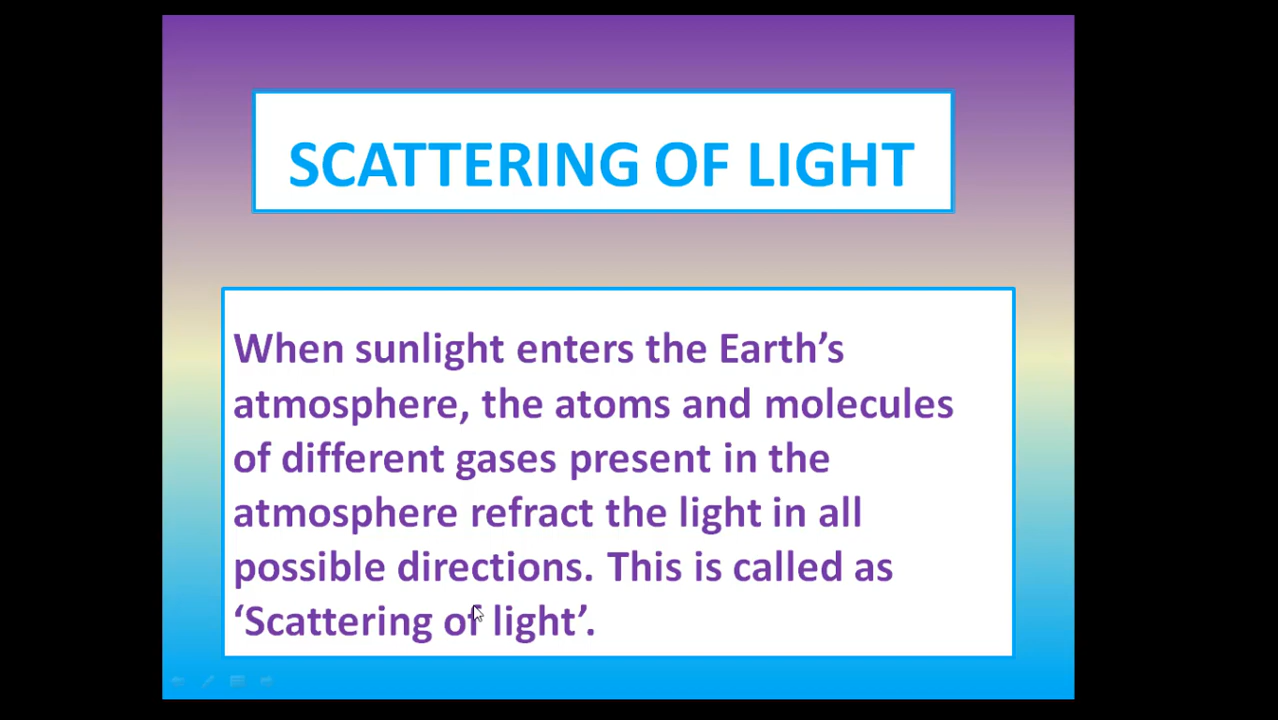 SCATTERING OF LIGHT
When sunlight enters the Earth’s
atmosphere, the atoms and molecules
of different gases present in the
atmosphere refract the light in all
possible directions. This is called as
‘Scattering of light’.